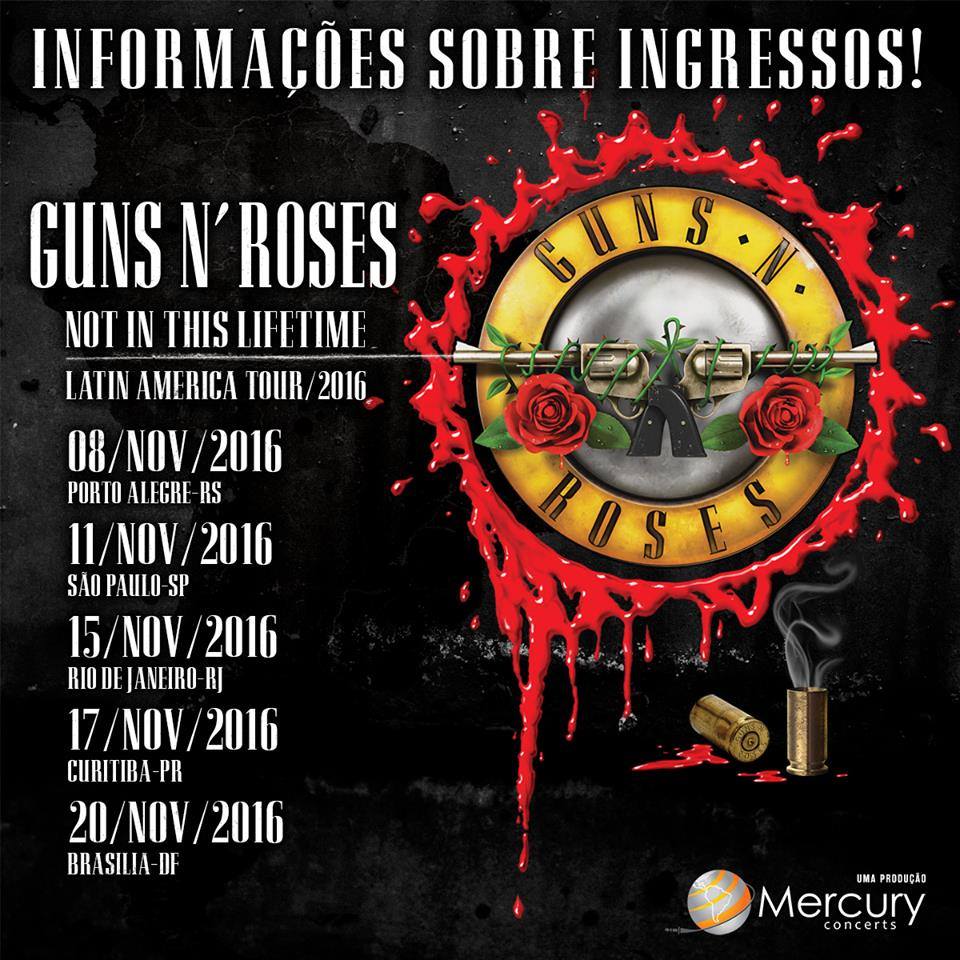 INFORMAÇÕES SOBRE INGRESSOS!
GUNS N' ROSES
NOT IN THIS LIFETIME
LATIN AMERICA TOUR/2016
08/NOV/2016
PORTO ALEGRE-RS
11/NOV/2016
SÃO PAULO-SP
15/NOV/2016
RIO DE JANEIRO-RJ
17/NOV/2016
CURITIBA-PR
20/NOV/2016
BRASILIA-DF
GUNS · N ·
ROSES
GUNS N
ROSES
UMA PRODUÇÃO
Mercury
concerts